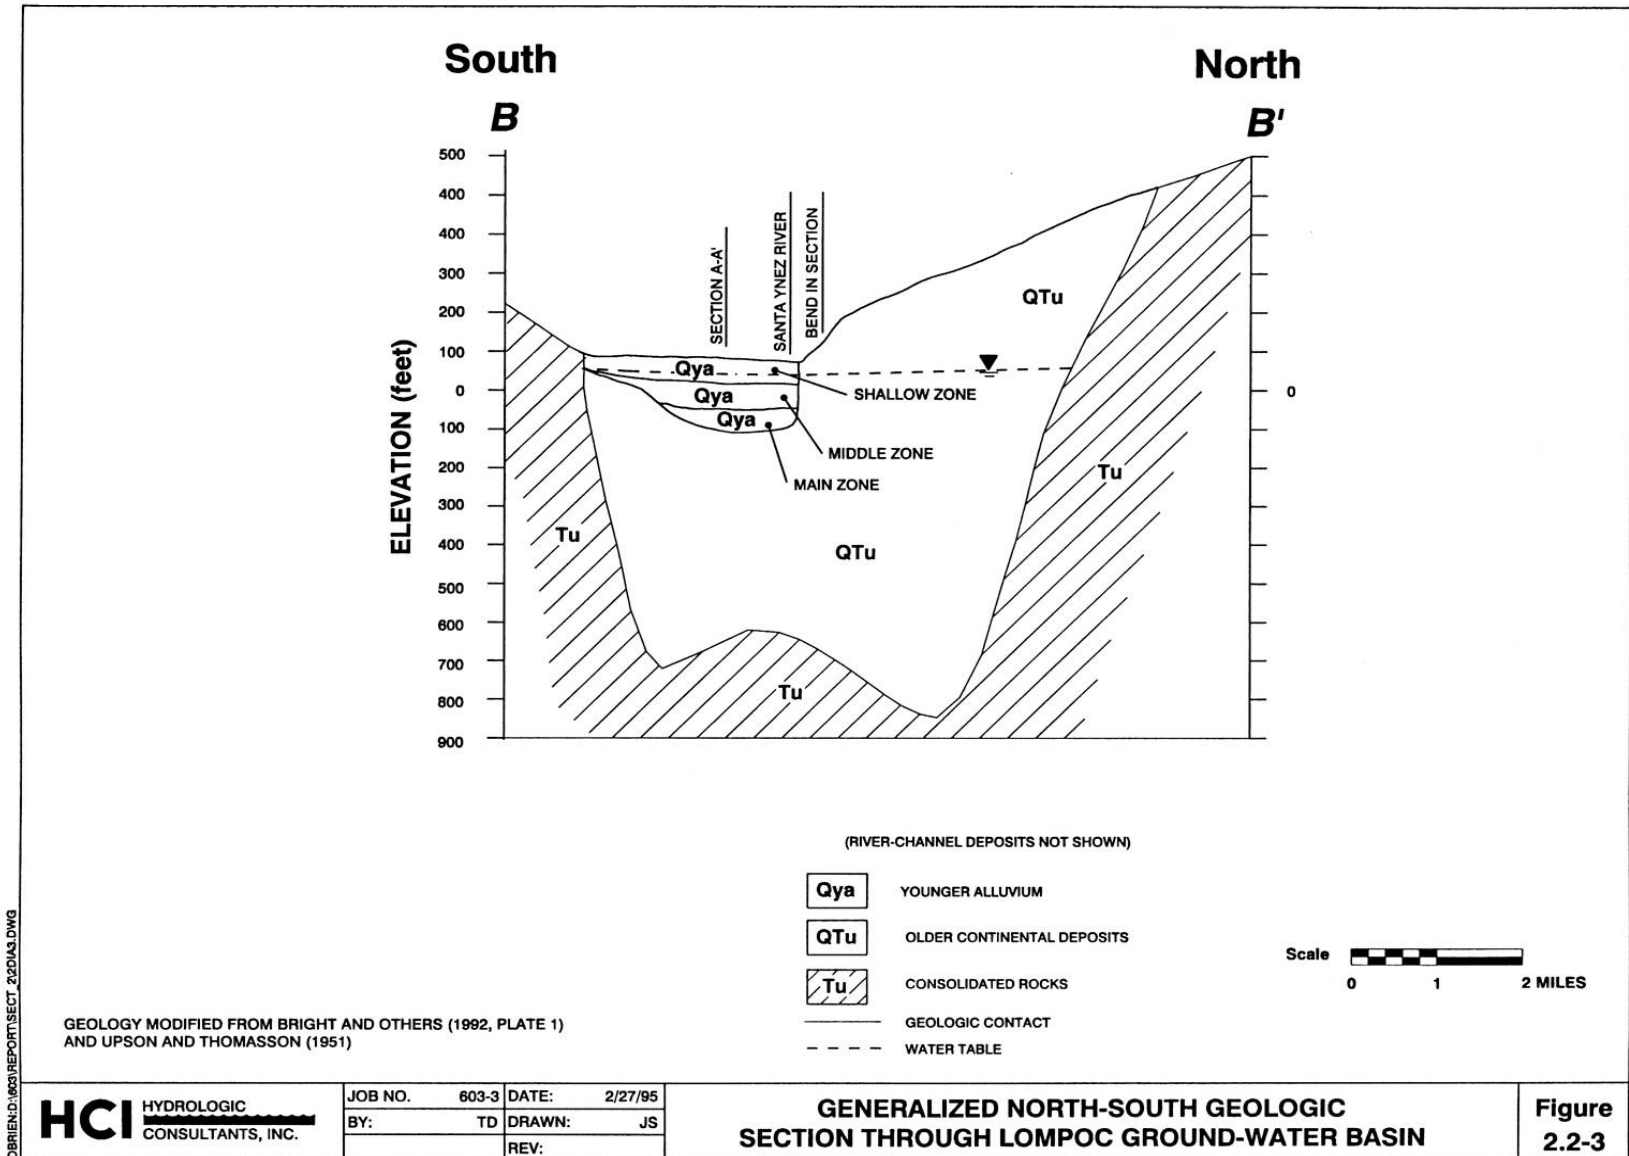 South
North
B
B'
500
400
400
300
200
100
0
100
200
300
400
500
600
700
800
900
ELEVATION (feet)
SECTION A-A'
SANTA YNEZ RIVER
BEND IN SECTION
QTu
Qya
SHALLOW ZONE
0
Qya
Qya
MIDDLE ZONE
MAIN ZONE
Tu
Tu
QTu
Tu
(RIVER-CHANNEL DEPOSITS NOT SHOWN)
Qya YOUNGER ALLUVIUM
QTu OLDER CONTINENTAL DEPOSITS
Tu CONSOLIDATED ROCKS
GEOLOGIC CONTACT
WATER TABLE
Scale
0 1 2 MILES
GEOLOGY MODIFIED FROM BRIGHT AND OTHERS (1992, PLATE 1)
AND UPSON AND THOMASSON (1951)
OBRIEN:D:\603\REPORT\SECT_2\2DIA3.DWG
HCI HYDROLOGIC
CONSULTANTS, INC.
JOB NO. 603-3 DATE: 2/27/95
BY: TD DRAWN: JS
REV:
GENERALIZED NORTH-SOUTH GEOLOGIC
SECTION THROUGH LOMPOC GROUND-WATER BASIN
Figure
2.2-3